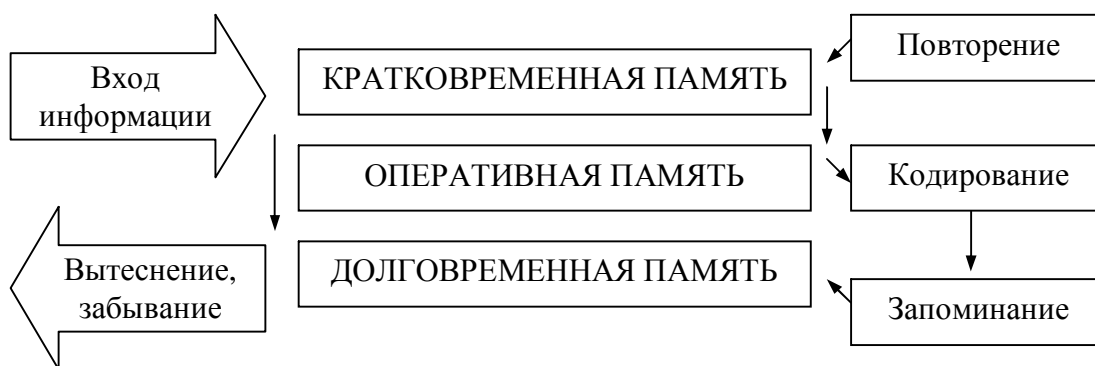 Вход
информации
КРАТКОВРЕМЕННАЯ ПАМЯТЬ
Повторение
ОПЕРАТИВНАЯ ПАМЯТЬ
Кодирование
Вытеснение,
забывание
ДОЛГОВРЕМЕННАЯ ПАМЯТЬ
Запоминание